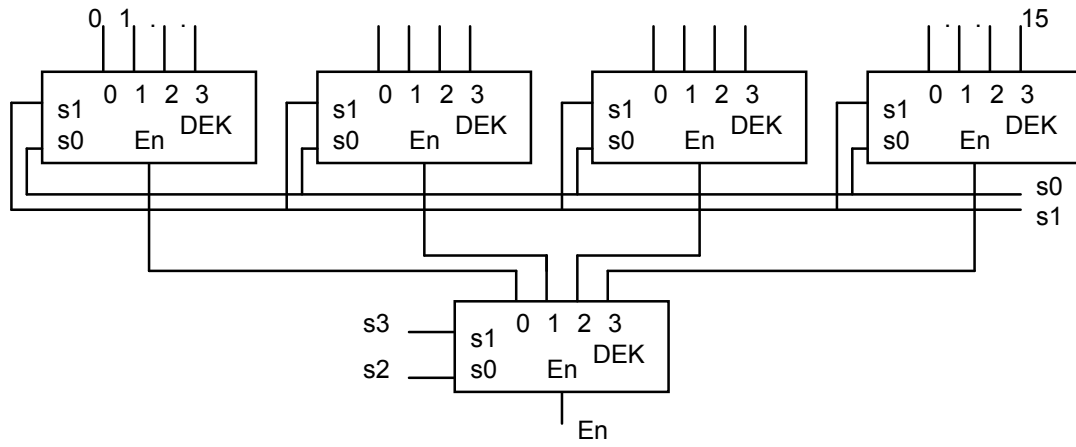 0 1 . . . . 15
0 1 2 3 0 1 2 3 0 1 2 3 0 1 2 3
s1 DEK s1 DEK s1 DEK s1 DEK
s0 En s0 En s0 En s0 En
s0
s1
s3 0 1 2 3
s1 DEK
s2 s0 En
En